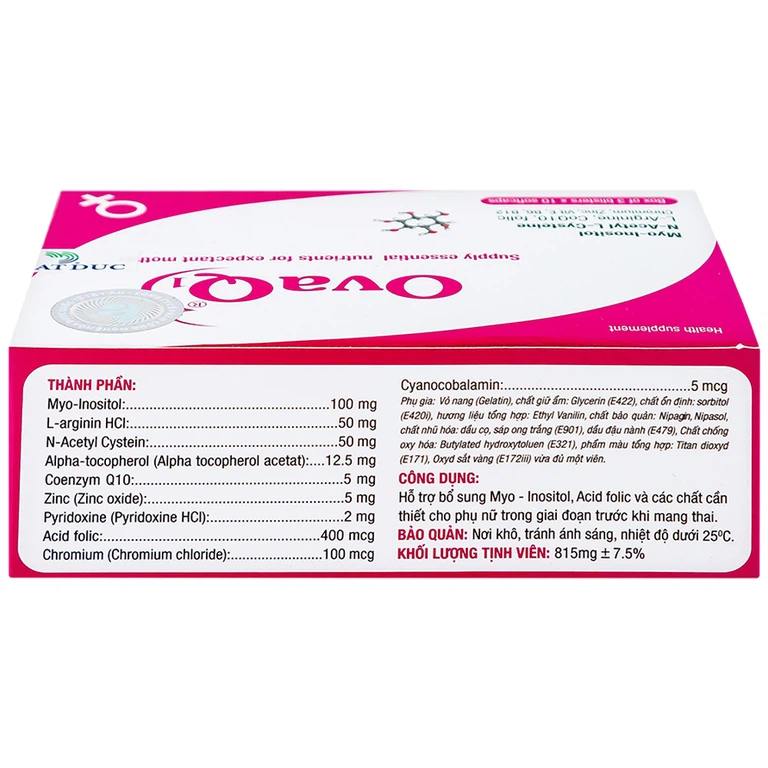 Box of 3 blisters x 10 softcaps
Myo-Inositol
N-Acetyl L-Cysteine
L-Arginine, CoQ10, folic
Chromium, Zinc, Vit E, B6, B12
Supply essential nutrients for expectant moth
AT DUC
OvaQ1®
Health supplement
THÀNH PHẦN:
Myo-Inositol:..................................................100 mg
L-arginin HCl:...................................................50 mg
N-Acetyl Cystein:..............................................50 mg
Alpha-tocopherol (Alpha tocopherol acetat):....12.5 mg
Coenzym Q10:..................................................5 mg
Zinc (Zinc oxide):..............................................5 mg
Pyridoxine (Pyridoxine HCl):..............................2 mg
Acid folic:.....................................................400 mcg
Chromium (Chromium chloride):....................100 mcg
Cyanocobalamin:.............................................5 mcg
Phụ gia: Vỏ nang (Gelatin), chất giữ ẩm: Glycerin (E422), chất ổn định: sorbitol
(E420i), hương liệu tổng hợp: Ethyl Vanilin, chất bảo quản: Nipagin, Nipasol,
chất nhũ hóa: dầu cọ, sáp ong trắng (E901), dầu đậu nành (E479), Chất chống
oxy hóa: Butylated hydroxytoluen (E321), phẩm màu tổng hợp: Titan dioxyd
(E171), Oxyd sắt vàng (E172iii) vừa đủ một viên.
CÔNG DỤNG:
Hỗ trợ bổ sung Myo - Inositol, Acid folic và các chất cần
thiết cho phụ nữ trong giai đoạn trước khi mang thai.
BẢO QUẢN: Nơi khô, tránh ánh sáng, nhiệt độ dưới 25ºC.
KHỐI LƯỢNG TỊNH VIÊN: 815mg ± 7.5%